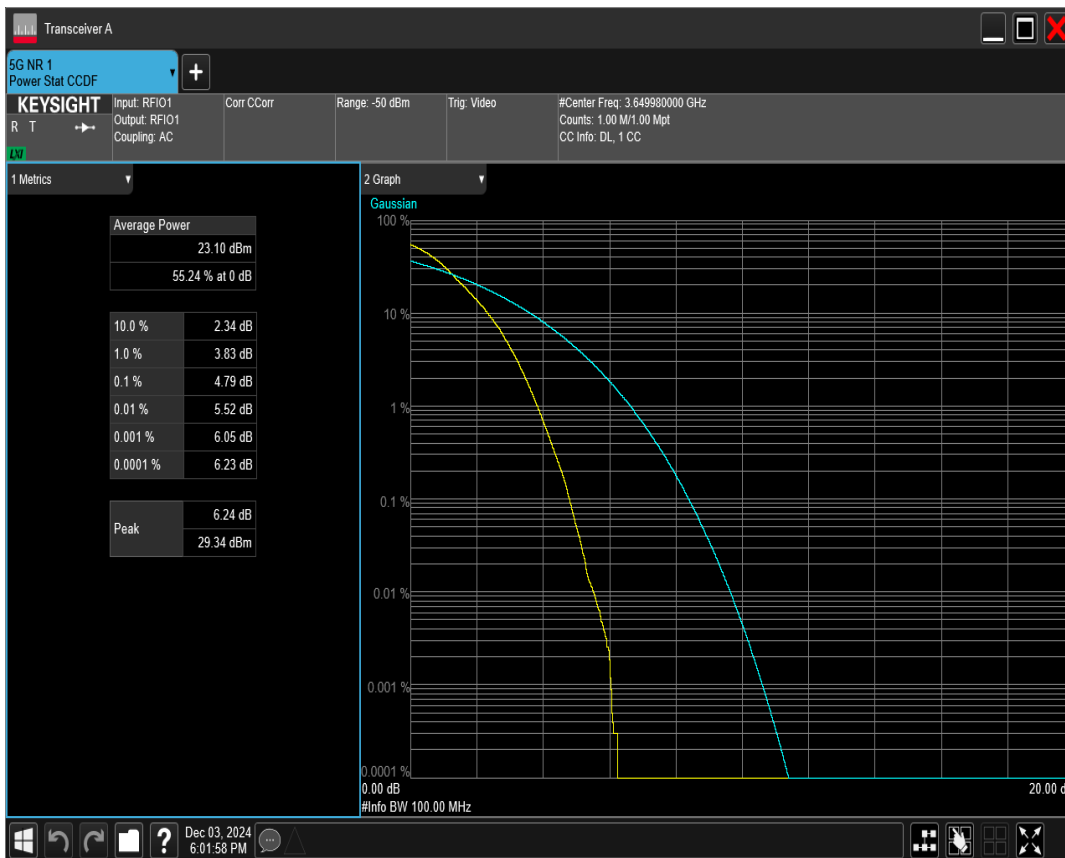 Transceiver A
5G NR 1
Power Stat CCDF
+
KEYSIGHT
R T
LXI
Input: RFIO1
Output: RFIO1
Coupling: AC
Corr CCorr
Range: -50 dBm
Trig: Video
#Center Freq: 3.649980000 GHz
Counts: 1.00 M/1.00 Mpt
CC Info: DL, 1 CC
1 Metrics
Average Power
23.10 dBm
55.24 % at 0 dB
10.0 % 2.34 dB
1.0 % 3.83 dB
0.1 % 4.79 dB
0.01 % 5.52 dB
0.001 % 6.05 dB
0.0001 % 6.23 dB
Peak 6.24 dB
29.34 dBm
2 Graph
Gaussian
100 %
10 %
1 %
0.1 %
0.01 %
0.001 %
0.0001 %
0.00 dB 20.00 d
#Info BW 100.00 MHz
? Dec 03, 2024
6:01:58 PM